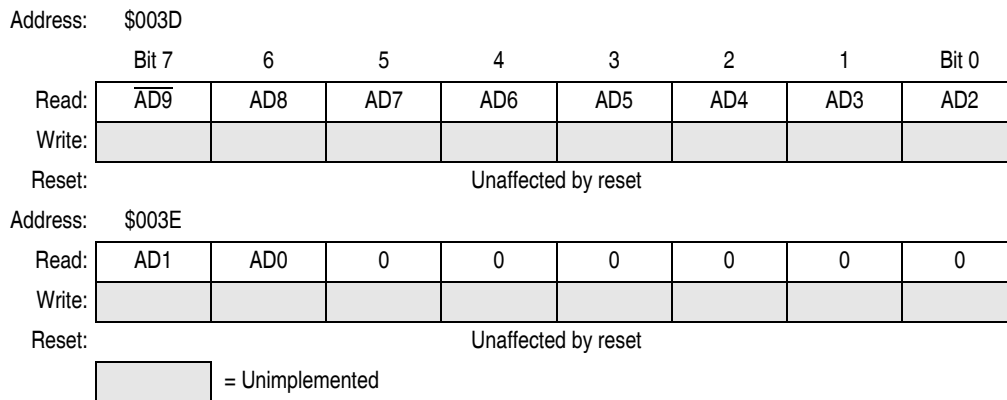 Address: $003D
Bit 7 6 5 4 3 2 1 Bit 0
Read: A̅D̅9̅ AD8 AD7 AD6 AD5 AD4 AD3 AD2
Write:
Reset: Unaffected by reset
Address: $003E
Read: AD1 AD0 0 0 0 0 0 0
Write:
Reset: Unaffected by reset
= Unimplemented